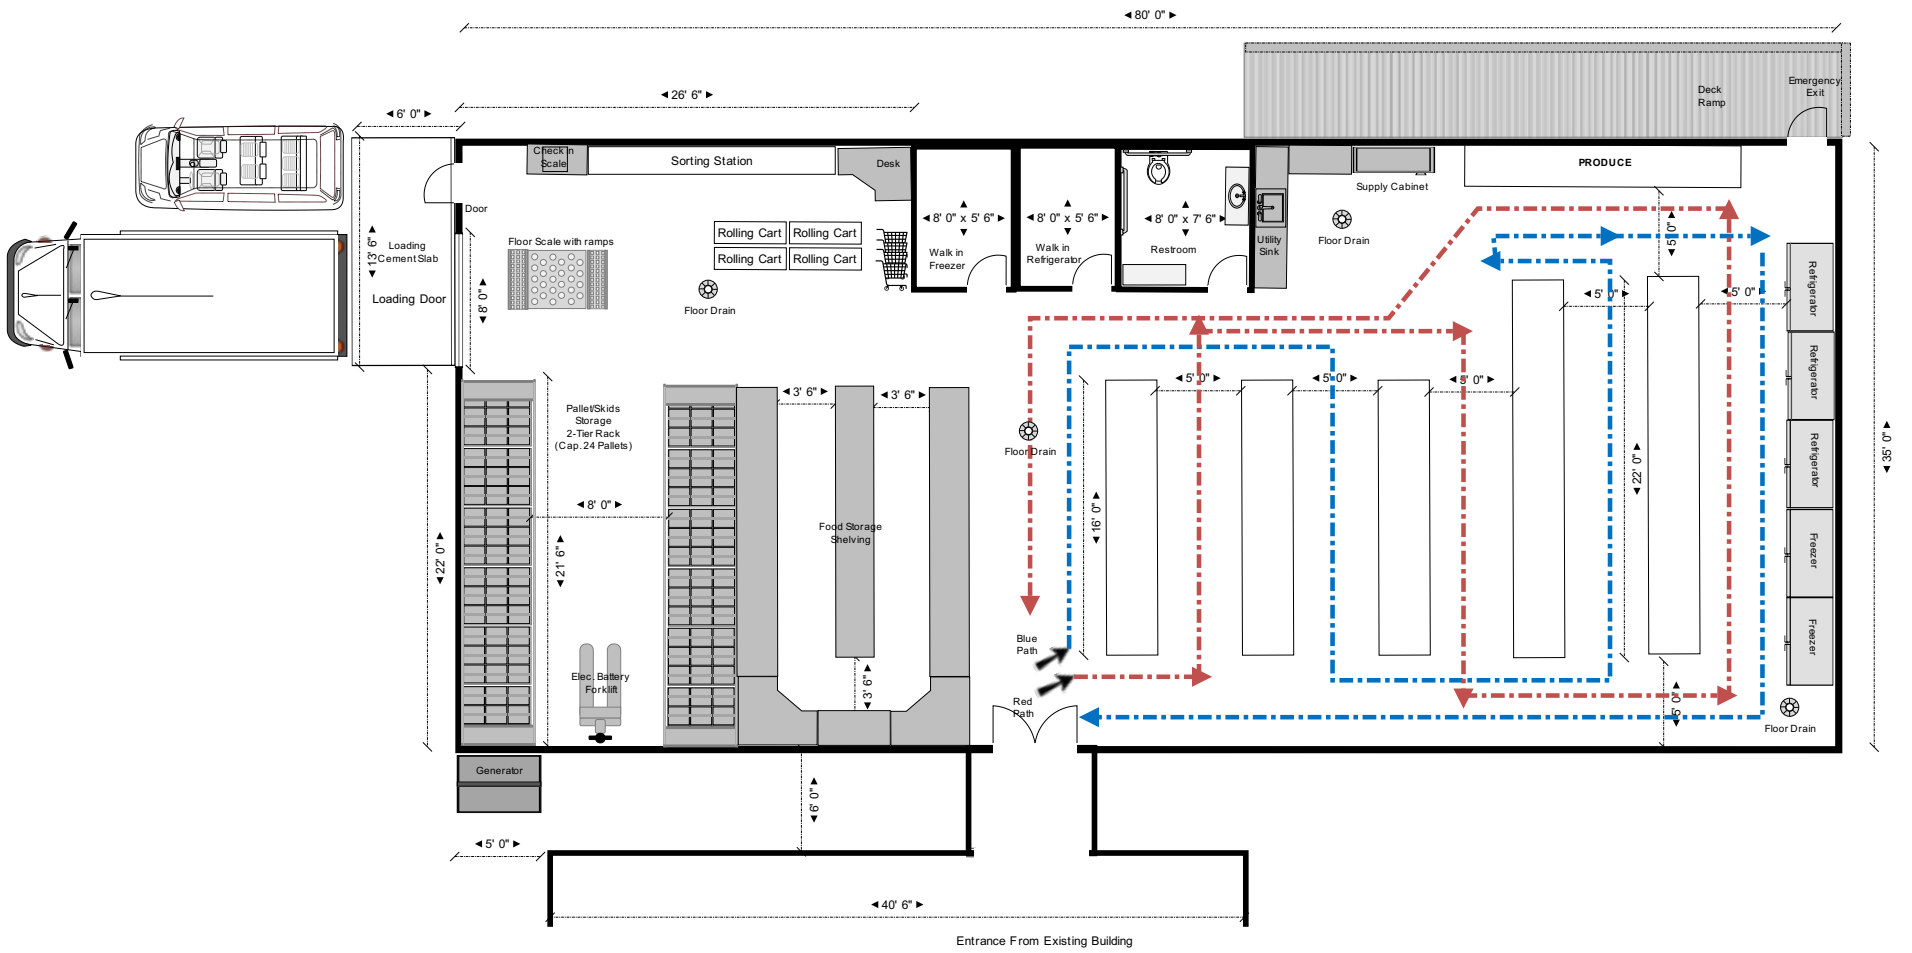 80' 0"
Emergency
Exit
Deck
Ramp
26' 6"
6' 0"
Check In
Scale
Sorting Station
Desk
PRODUCE
Supply Cabinet
Door
Loading
Cement Slab
13' 6"
Loading Door
8' 0"
Floor Scale with ramps
Rolling Cart
Rolling Cart
Rolling Cart
Rolling Cart
Floor Drain
8' 0" x 5' 6"
Walk in
Freezer
8' 0" x 5' 6"
Walk in
Refrigerator
8' 0" x 7' 6"
Restroom
Utility
Sink
Floor Drain
5' 0"
5' 0"
5' 0"
Refrigerator
Refrigerator
Refrigerator
Freezer
Freezer
35' 0"
Pallet/Skids
Storage
2-Tier Rack
(Cap. 24 Pallets)
3' 6"
3' 6"
5' 0"
5' 0"
5' 0"
Floor Drain
22' 0"
16' 0"
8' 0"
Food Storage
Shelving
22' 0"
21' 6"
Elec. Battery
Forklift
3' 6"
Blue
Path
Red
Path
5' 0"
Floor Drain
Generator
6' 0"
5' 0"
40' 6"
Entrance From Existing Building